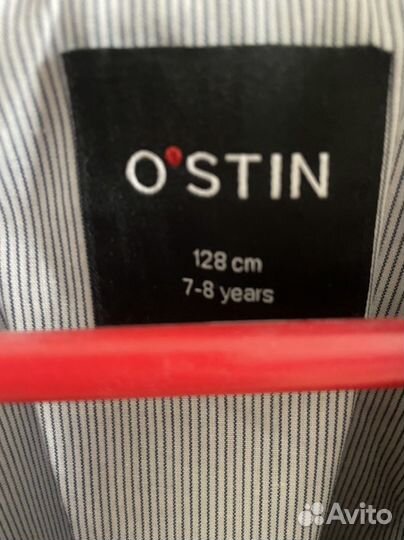 O'STIN
128 cm
7-8 years
Avito